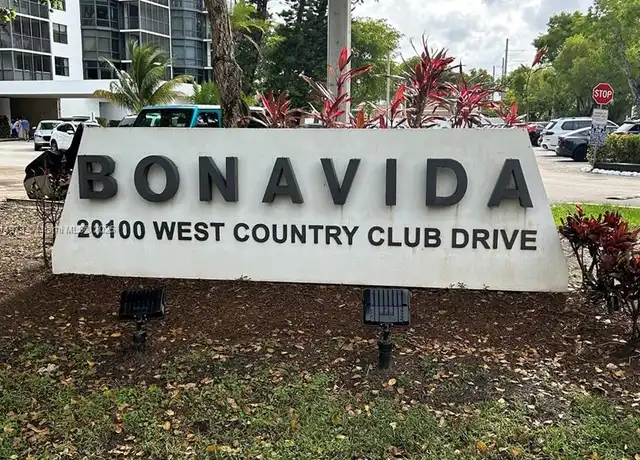 BONAVIDA
20100 WEST COUNTRY CLUB DRIVE
STOP